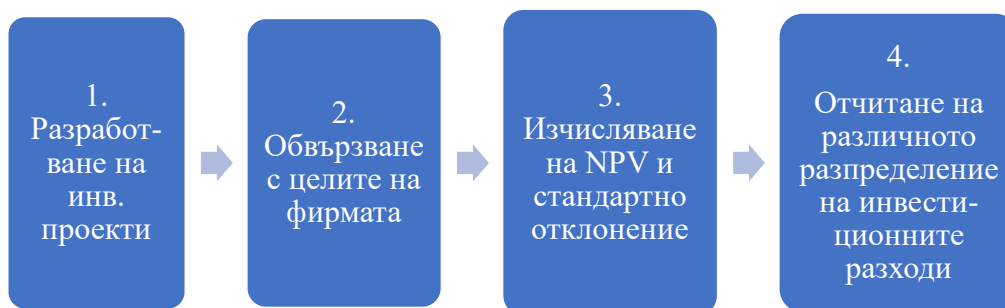 1.
Разработ-
ване на
инв.
проекти
2.
Обвързване
с целите на
фирмата
3.
Изчисляване
на NPV и
стандартно
отклонение
4.
Отчитане на
различното
разпределение
на инвести-
ционните
разходи